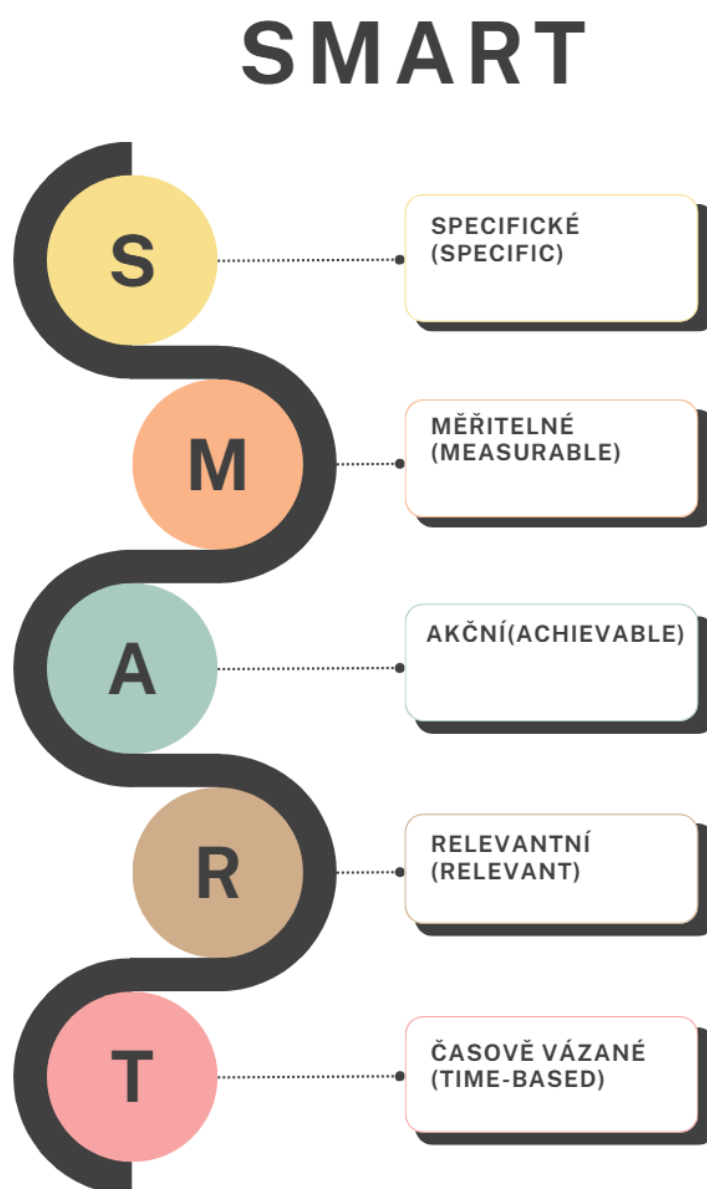 SMART
S
SPECIFICKÉ
(SPECIFIC)
M
MĚŘITELNÉ
(MEASURABLE)
A
AKČNÍ(ACHIEVABLE)
R
RELEVANTNÍ
(RELEVANT)
T
ČASOVĚ VÁZANÉ
(TIME-BASED)